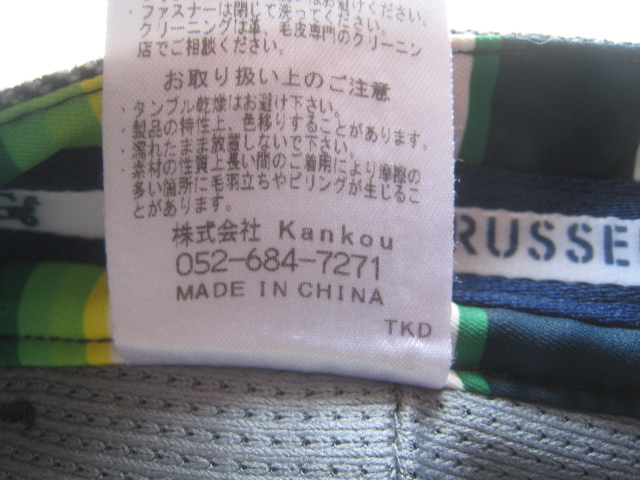 ・ファスナーは閉じて洗ってください。
クリーニングは革、毛皮専門のクリーニン
店でご相談ください。
お取り扱い上のご注意
・タンブル乾燥はお避け下さい。
・製品の特性上、色移りすることがあります。
・濡れたまま放置しないで下さい。
・素材の性質上長い間のご着用により摩擦の
多い箇所に毛羽立ちやピリングが生じるこ
とがあります。
株式会社 Kankou
052-684-7271
MADE IN CHINA
TKD
RUSSE